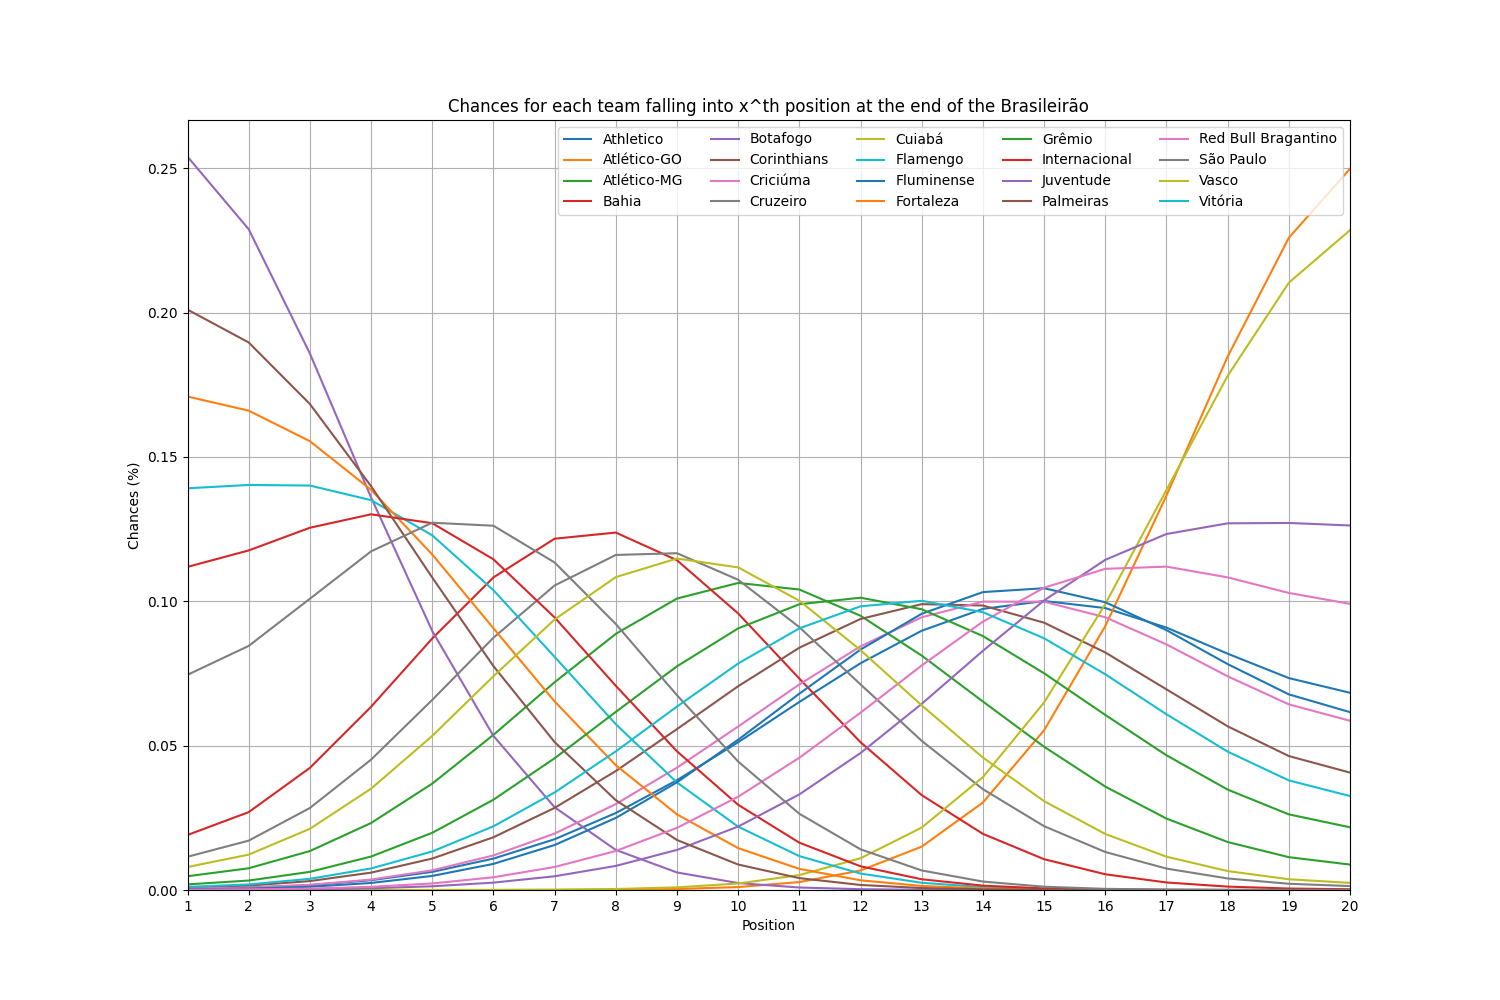 Chances for each team falling into x^th position at the end of the Brasileirão
Athletico
Atlético-GO
Atlético-MG
Bahia
Botafogo
Corinthians
Criciúma
Cruzeiro
Cuiabá
Flamengo
Fluminense
Fortaleza
Grêmio
Internacional
Juventude
Palmeiras
Red Bull Bragantino
São Paulo
Vasco
Vitória
Chances (%)
0.25
0.20
0.15
0.10
0.05
0.00
1 2 3 4 5 6 7 8 9 10 11 12 13 14 15 16 17 18 19 20
Position